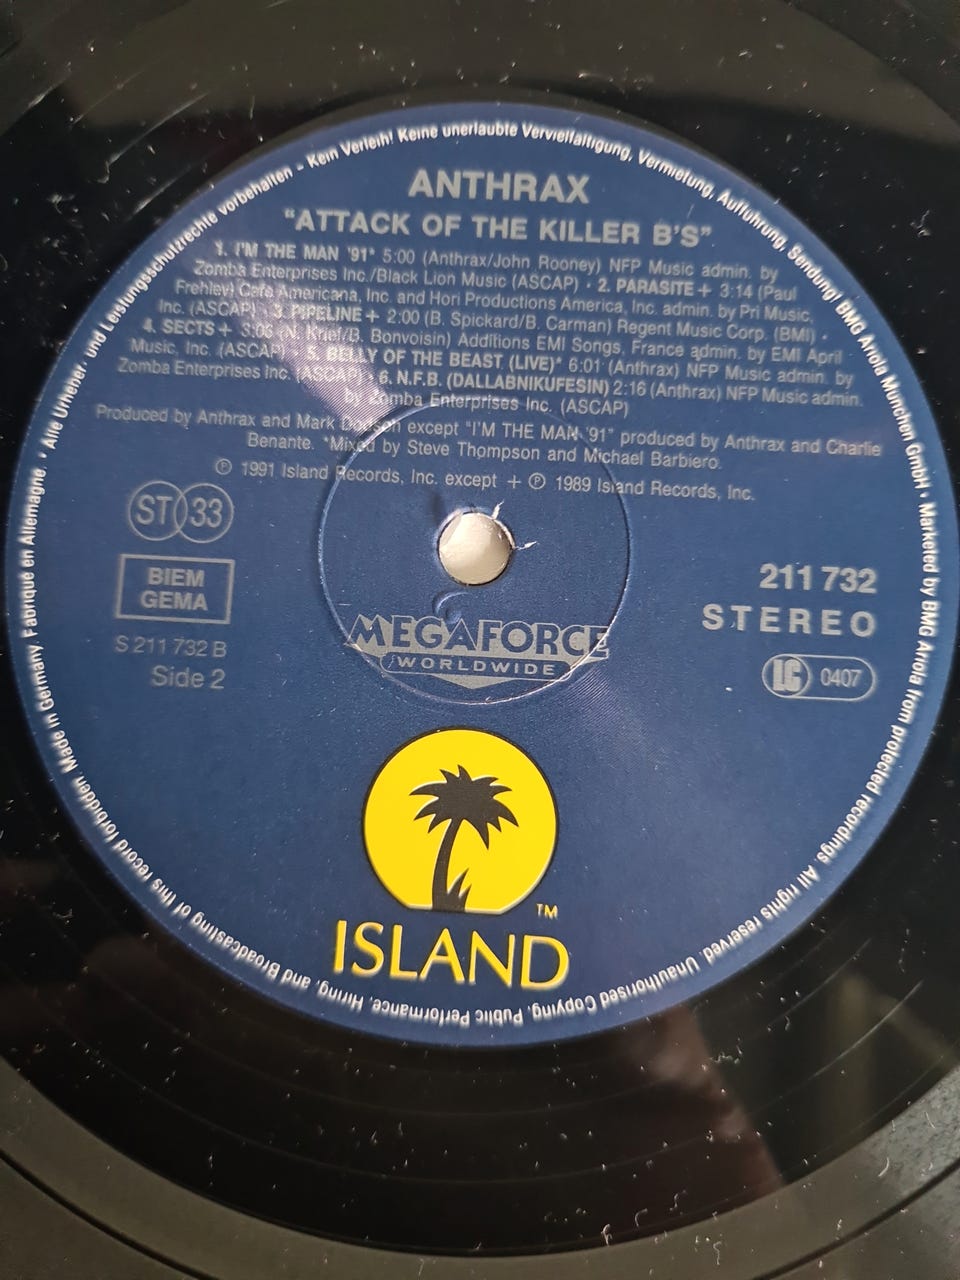 ANTHRAX
"ATTACK OF THE KILLER B'S"
1. I'M THE MAN '91* 5:00 (Anthrax/John Rooney) NFP Music admin. by
Zomba Enterprises Inc./Black Lion Music (ASCAP) · 2. PARASITE + 3:14 (Paul
Frehley) Cafe Americana, Inc. and Hori Productions America, Inc. admin. by Pri Music,
Inc. (ASCAP) · 3. PIPELINE + 2:00 (B. Spickard/B. Carman) Regent Music Corp. (BMI) ·
4. SECTS + 3:06 (N. Krief/B. Bonvoisin) Additions EMI Songs, France admin. by EMI April
Music, Inc. (ASCAP) · 5. BELLY OF THE BEAST (LIVE)* 6:01 (Anthrax) NFP Music admin. by
Zomba Enterprises Inc. (ASCAP) · 6. N.F.B. (DALLABNIKUFESIN) 2:16 (Anthrax) NFP Music admin.
by Zomba Enterprises Inc. (ASCAP)
Produced by Anthrax and Mark Dodson except "I'M THE MAN '91" produced by Anthrax and Charlie
Benante. *Mixed by Steve Thompson and Michael Barbiero.
℗ 1991 Island Records, Inc. except + ℗ 1989 Island Records, Inc.
ST 33
BIEM
GEMA
S 211 732 B
Side 2
211 732
STEREO
LC 0407
MEGAFORCE
WORLDWIDE
TM
ISLAND
· Alle Urheber- und Leistungsschutzrechte vorbehalten – Kein Verleih! Keine unerlaubte Vervielfältigung, Vermietung, Aufführung, Sendung! BMG Ariola München GmbH · Marketed by BMG Ariola from protected recordings. All rights reserved. Unauthorised Copying, Public Performance, Hiring, and Broadcasting of this record forbidden. Made in Germany. Fabriqué en Allemagne.